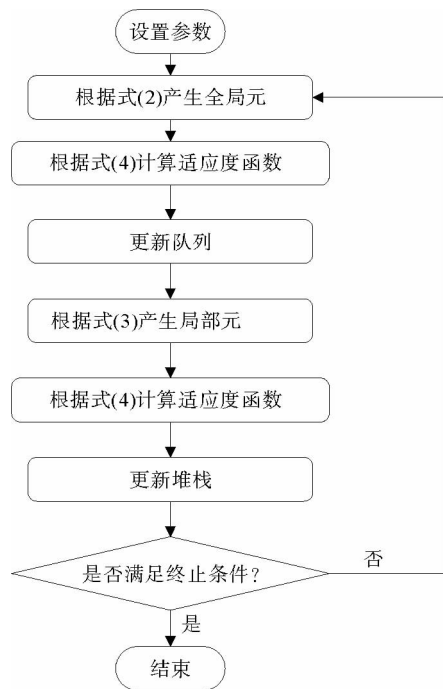 设置参数
根据式(2)产生全局元
根据式(4)计算适应度函数
更新队列
根据式(3)产生局部元
根据式(4)计算适应度函数
更新堆栈
是否满足终止条件?
否
是
结束